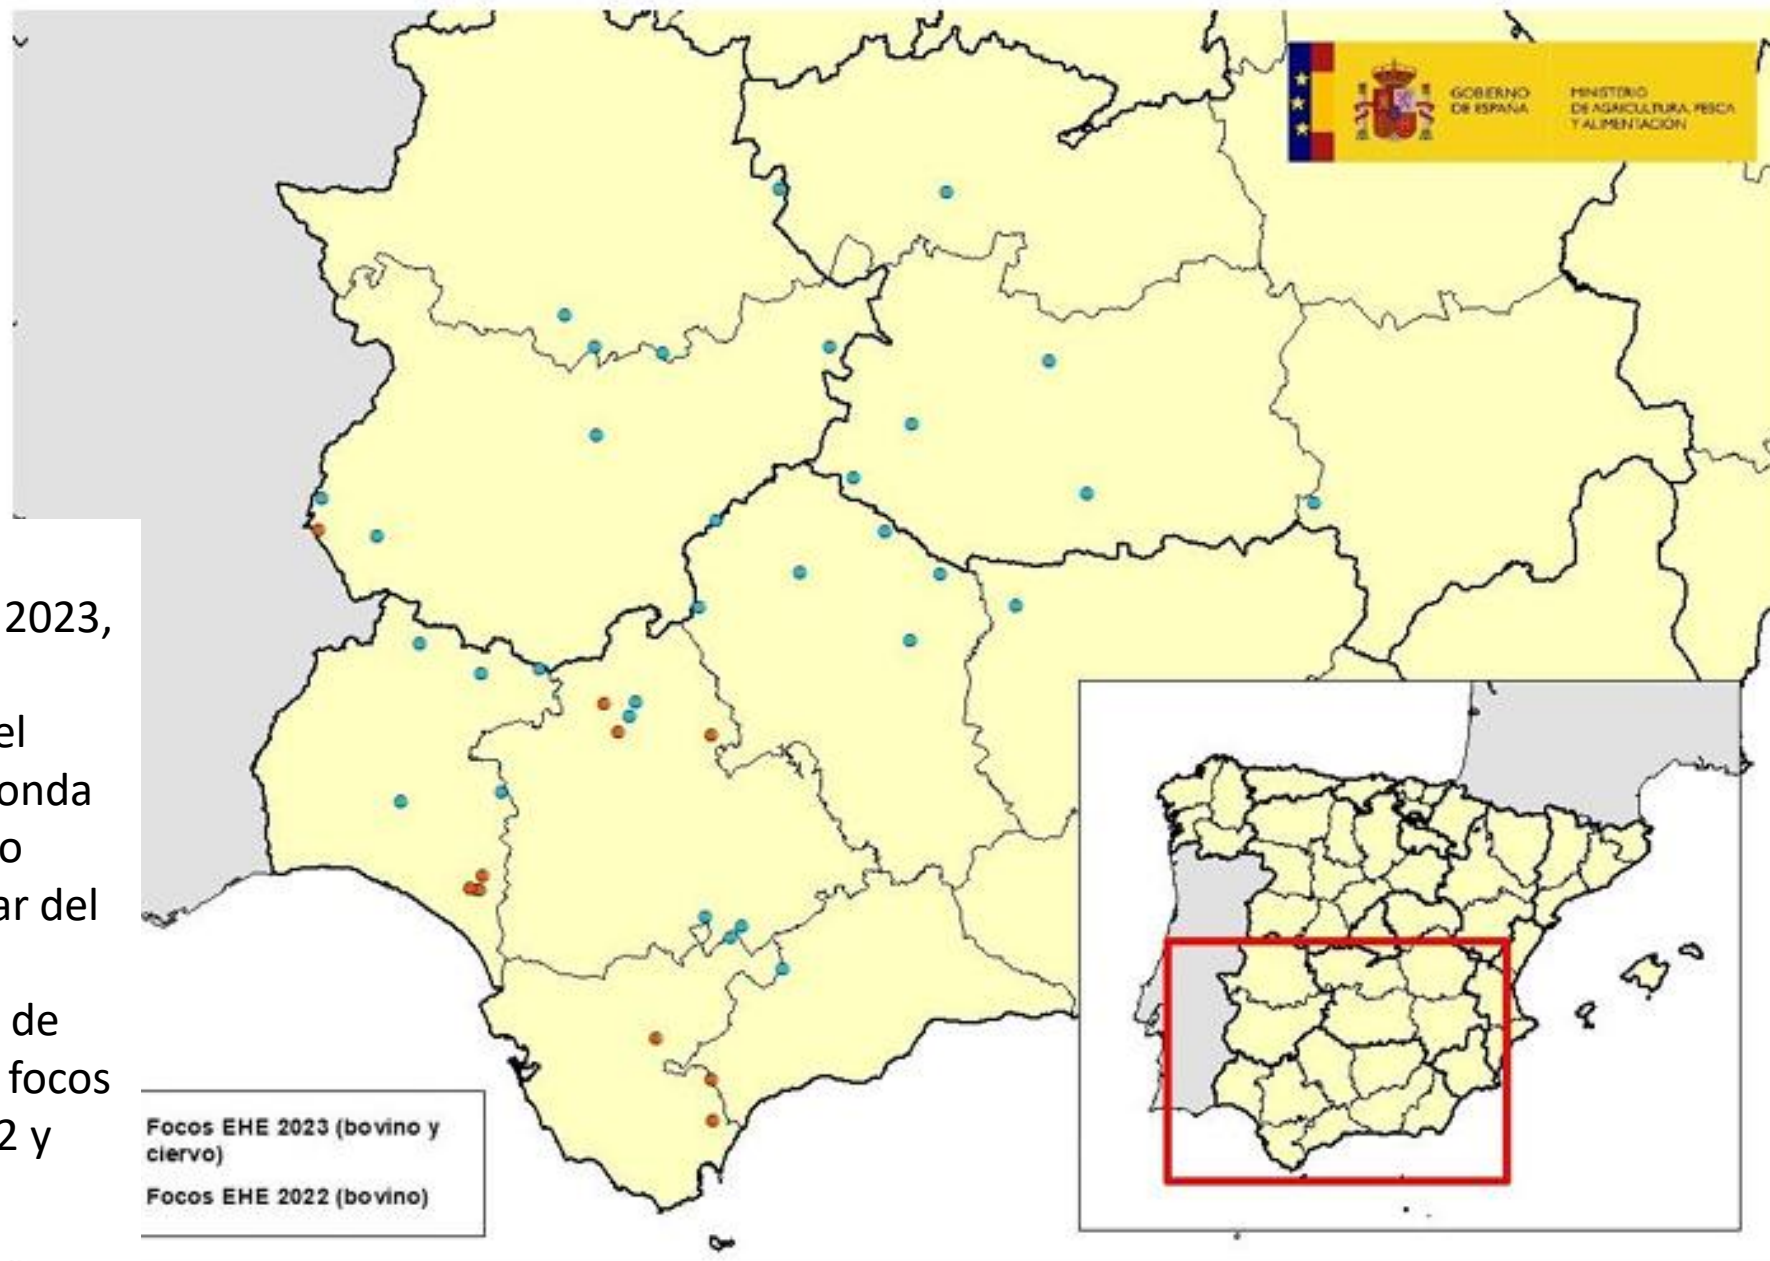 GOBIERNO
DE ESPAÑA
MINISTERIO
DE AGRICULTURA, PESCA
Y ALIMENTACIÓN
2023,
el
onda
o
ar del
de
focos
2 y
Focos EHE 2023 (bovino y
ciervo)
Focos EHE 2022 (bovino)